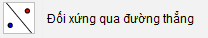 Đối xứng qua đường thẳng